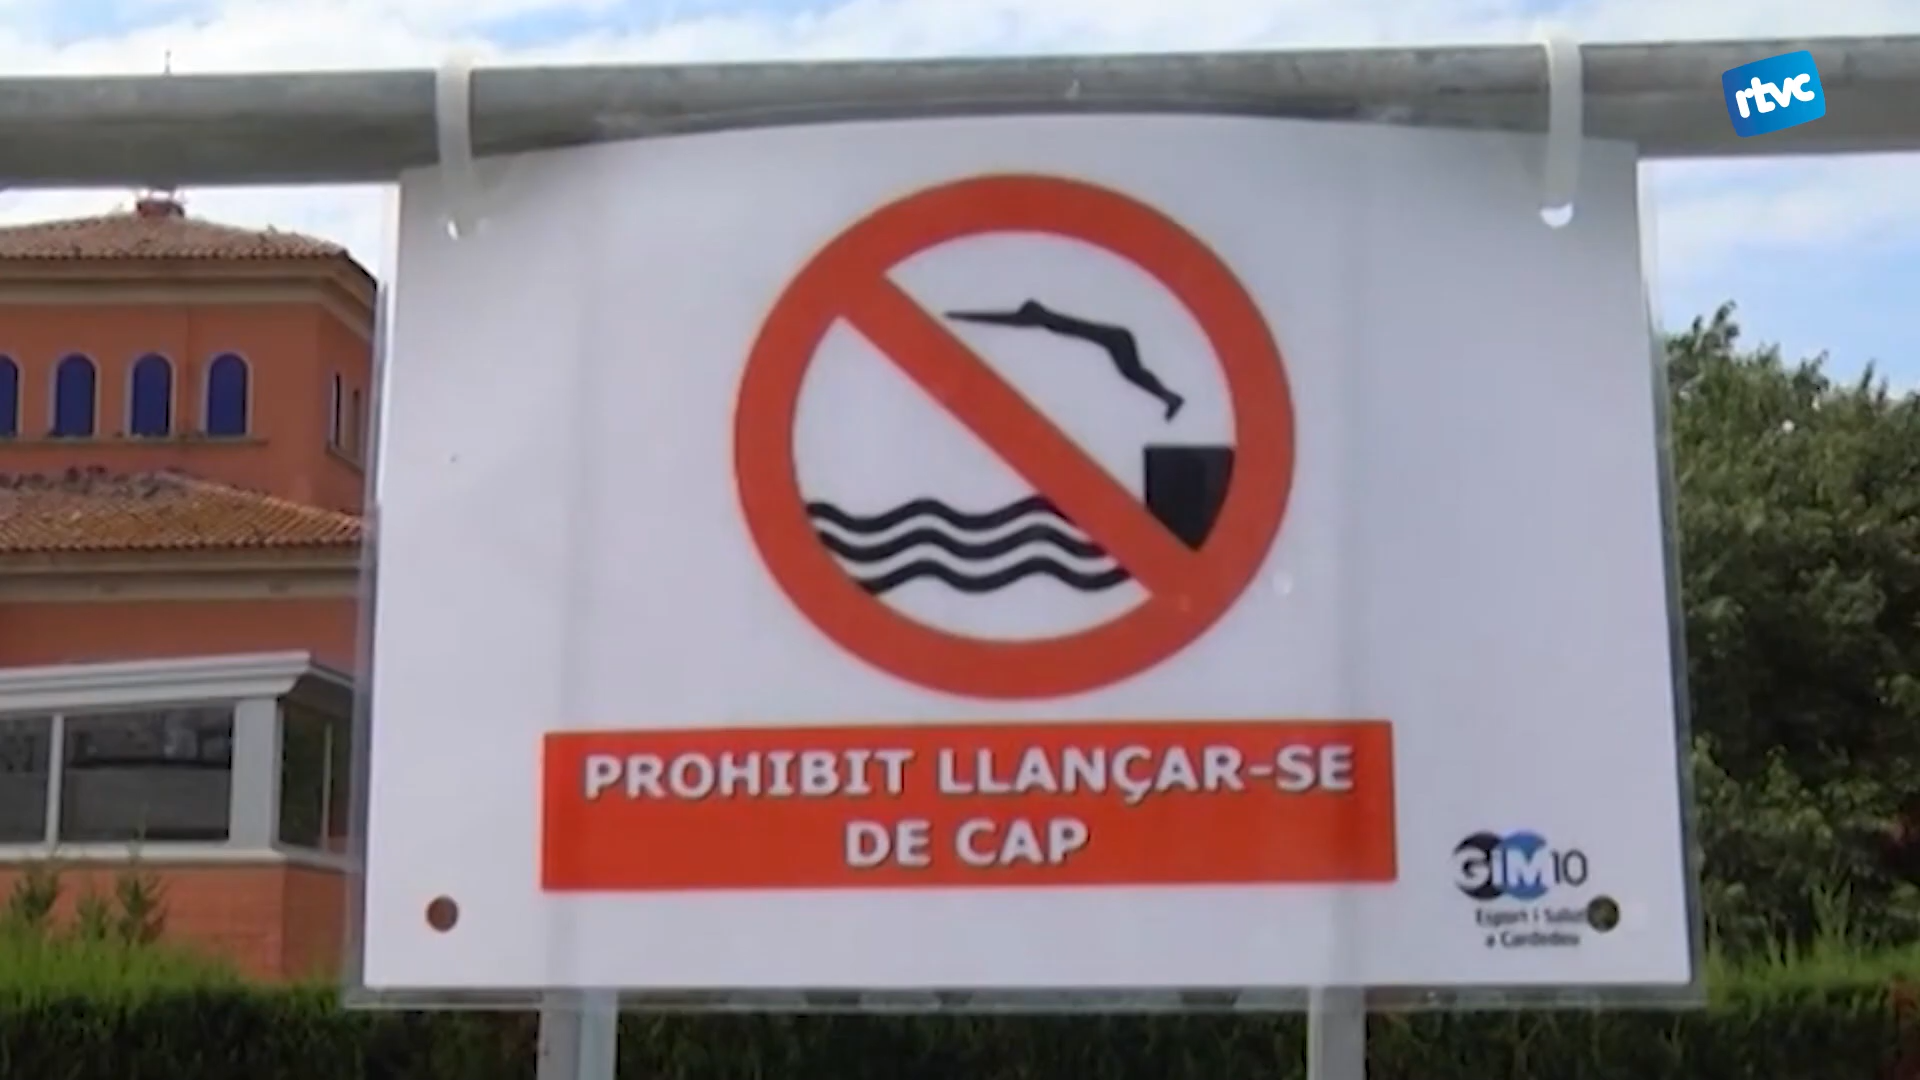 rtvc
PROHIBIT LLANÇAR-SE
DE CAP
GIM10
Esport i Salut
a Cardedeu